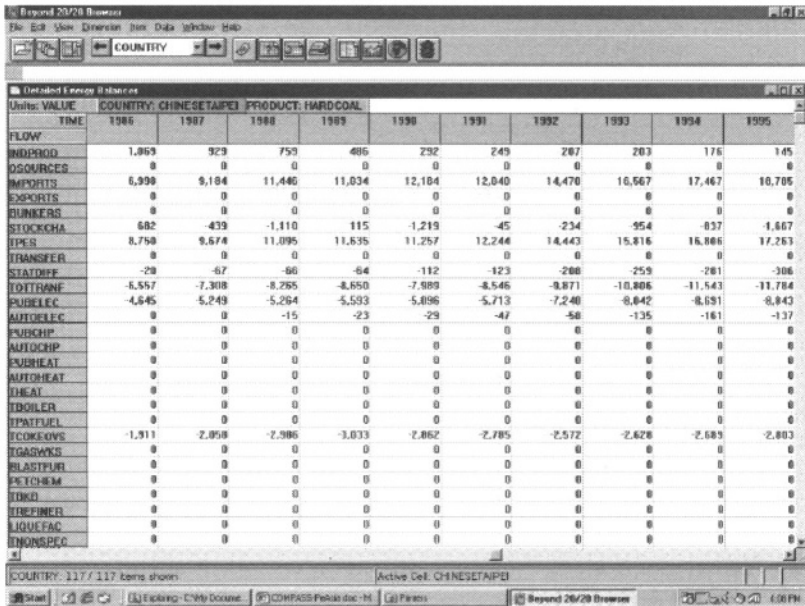 Beyond 20/20 Browser
File Edit View Dimension Item Data Window Help
COUNTRY
Detailed Energy Balances
Units: VALUE COUNTRY: CHINESETAIPEI PRODUCT: HARDCOAL
TIME 1986 1987 1988 1989 1990 1991 1992 1993 1994 1995
FLOW
INDPROD 1,069 929 759 486 292 249 207 203 176 145
OSOURCES 0 0 0 0 0 0 0 0 0 0
IMPORTS 6,990 9,184 11,446 11,034 12,184 12,040 14,470 16,567 17,467 18,785
EXPORTS 0 0 0 0 0 0 0 0 0 0
BUNKERS 0 0 0 0 0 0 0 0 0 0
STOCKCHA 682 -439 -1,110 115 -1,219 -45 -234 -954 -837 -1,667
TPES 8,750 9,674 11,095 11,635 11,257 12,244 14,443 15,816 16,806 17,263
TRANSFER 0 0 0 0 0 0 0 0 0 0
STATDIFF -20 -67 -66 -64 -112 -123 -208 -259 -281 -306
TOTTRANF -6,557 -7,308 -8,265 -8,650 -7,989 -8,546 -9,871 -10,806 -11,543 -11,784
PUBELEC -4,645 -5,249 -5,264 -5,593 -5,096 -5,713 -7,240 -8,042 -8,691 -8,843
AUTOELEC 0 0 -15 -23 -29 -47 -58 -135 -161 -137
PUBCHP 0 0 0 0 0 0 0 0 0 0
AUTOCHP 0 0 0 0 0 0 0 0 0 0
PUBHEAT 0 0 0 0 0 0 0 0 0 0
AUTOHEAT 0 0 0 0 0 0 0 0 0 0
THEAT 0 0 0 0 0 0 0 0 0 0
TBOILER 0 0 0 0 0 0 0 0 0 0
TPATFUEL 0 0 0 0 0 0 0 0 0 0
TCOKEOVS -1,911 -2,058 -2,986 -3,033 -2,862 -2,785 -2,572 -2,628 -2,689 -2,803
TGASWKS 0 0 0 0 0 0 0 0 0 0
BLASTFUR 0 0 0 0 0 0 0 0 0 0
PETCHEM 0 0 0 0 0 0 0 0 0 0
TBKB 0 0 0 0 0 0 0 0 0 0
TREFINER 0 0 0 0 0 0 0 0 0 0
LIQUEFAC 0 0 0 0 0 0 0 0 0 0
TNONSPEC 0 0 0 0 0 0 0 0 0 0
COUNTRY: 117 / 117 items shown Active Cell: CHINESETAIPEI
Start Exploring - C:\My Docume... COMPASS-PeAsia.doc - M... Beyond 20/20 Browser 4:06 PM